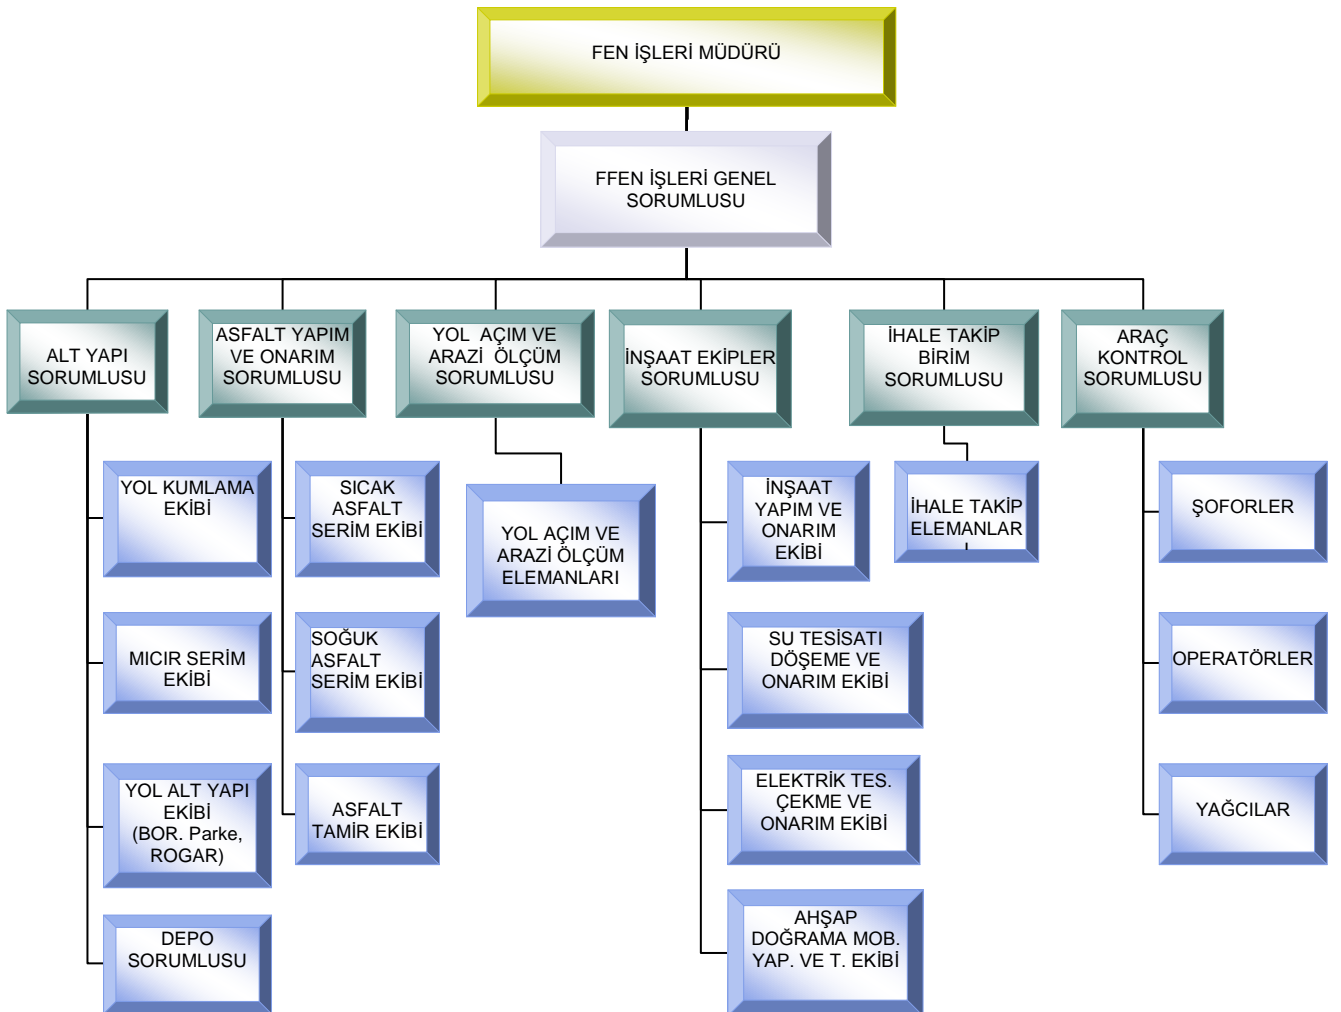 FEN İŞLERİ MÜDÜRÜ
FFEN İŞLERİ GENEL
SORUMLUSU
ALT YAPI
SORUMLUSU
ASFALT YAPIM
VE ONARIM
SORUMLUSU
YOL AÇIM VE
ARAZİ ÖLÇÜM
SORUMLUSU
İNŞAAT EKİPLER
SORUMLUSU
İHALE TAKİP
BİRİM
SORUMLUSU
ARAÇ
KONTROL
SORUMLUSU
YOL KUMLAMA
EKİBİ
MICIR SERİM
EKİBİ
YOL ALT YAPI
EKİBİ
(BOR. Parke,
ROGAR)
DEPO
SORUMLUSU
SICAK
ASFALT
SERİM EKİBİ
SOĞUK
ASFALT
SERİM EKİBİ
ASFALT
TAMİR EKİBİ
YOL AÇIM VE
ARAZİ ÖLÇÜM
ELEMANLARI
İNŞAAT
YAPIM VE
ONARIM
EKİBİ
SU TESİSATI
DÖŞEME VE
ONARIM EKİBİ
ELEKTRİK TES.
ÇEKME VE
ONARIM EKİBİ
AHŞAP
DOĞRAMA MOB.
YAP. VE T. EKİBİ
İHALE TAKİP
ELEMANLAR
ŞOFORLER
OPERATÖRLER
YAĞCILAR